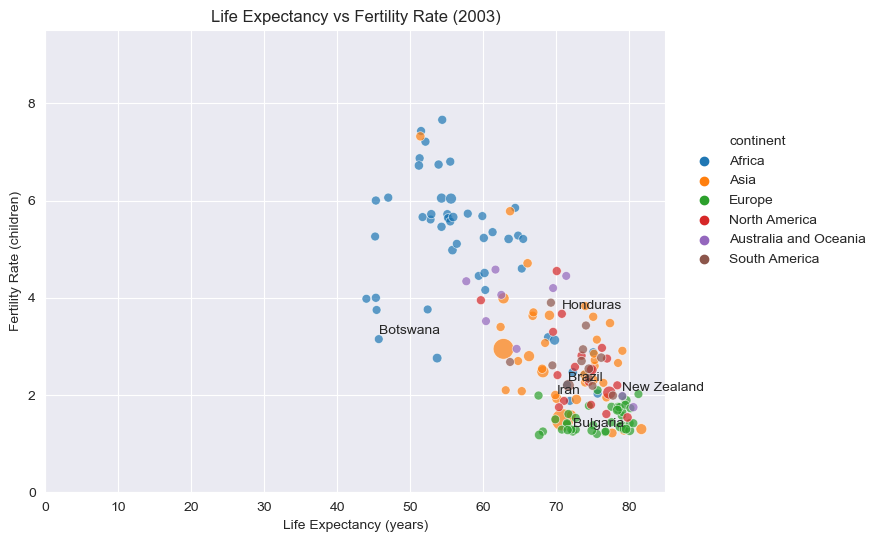 Life Expectancy vs Fertility Rate (2003)
8
6
4
2
0
Fertility Rate (children)
0 10 20 30 40 50 60 70 80
Life Expectancy (years)
Honduras
Botswana
Brazil
Iran
New Zealand
Bulgaria
continent
Africa
Asia
Europe
North America
Australia and Oceania
South America